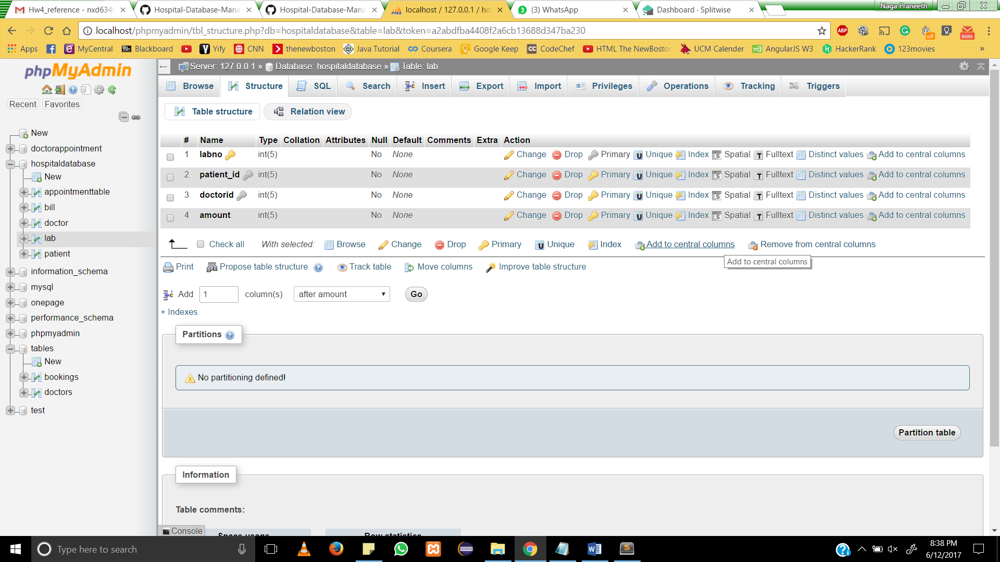 Hw4_reference - nxd6346 Hospital-Database-Mana Hospital-Database-Mana localhost / 127.0.0.1 / ho (3) WhatsApp Dashboard · Splitwise Naga Praneeth
localhost/phpmyadmin/tbl_structure.php?db=hospitaldatabase&table=lab&token=a2abdfba4408f2a6cb13688d347ba230 ABP off 8686
Apps MyCentral Bb Blackboard Yify CNN thenewboston Java Tutorial Coursera Google Keep CC CodeChef HTML The NewBosto UCM Calender w3 AngularJS W3 HackerRank 123movies »
phpMyAdmin
Recent Favorites
New
doctorappointment
hospitaldatabase
New
appointmenttable
bill
doctor
lab
patient
information_schema
mysql
onepage
performance_schema
phpmyadmin
tables
New
bookings
doctors
test
Server: 127.0.0.1 » Database: hospitaldatabase » Table: lab
Browse Structure SQL Search Insert Export Import Privileges Operations Tracking Triggers
Table structure Relation view
# Name Type Collation Attributes Null Default Comments Extra Action
1 labno int(5) No None Change Drop Primary Unique Index Spatial Fulltext Distinct values Add to central columns
2 patient_id int(5) No None Change Drop Primary Unique Index Spatial Fulltext Distinct values Add to central columns
3 doctorid int(5) No None Change Drop Primary Unique Index Spatial Fulltext Distinct values Add to central columns
4 amount int(5) No None Change Drop Primary Unique Index Spatial Fulltext Distinct values Add to central columns
Check all With selected: Browse Change Drop Primary Unique Index Add to central columns Remove from central columns
Add to central columns
Print Propose table structure Track table Move columns Improve table structure
Add 1 column(s) after amount Go
+ Indexes
Partitions
No partitioning defined!
Partition table
Information
Table comments:
Console Space usage Row statistics
Type here to search
8:38 PM
6/12/2017